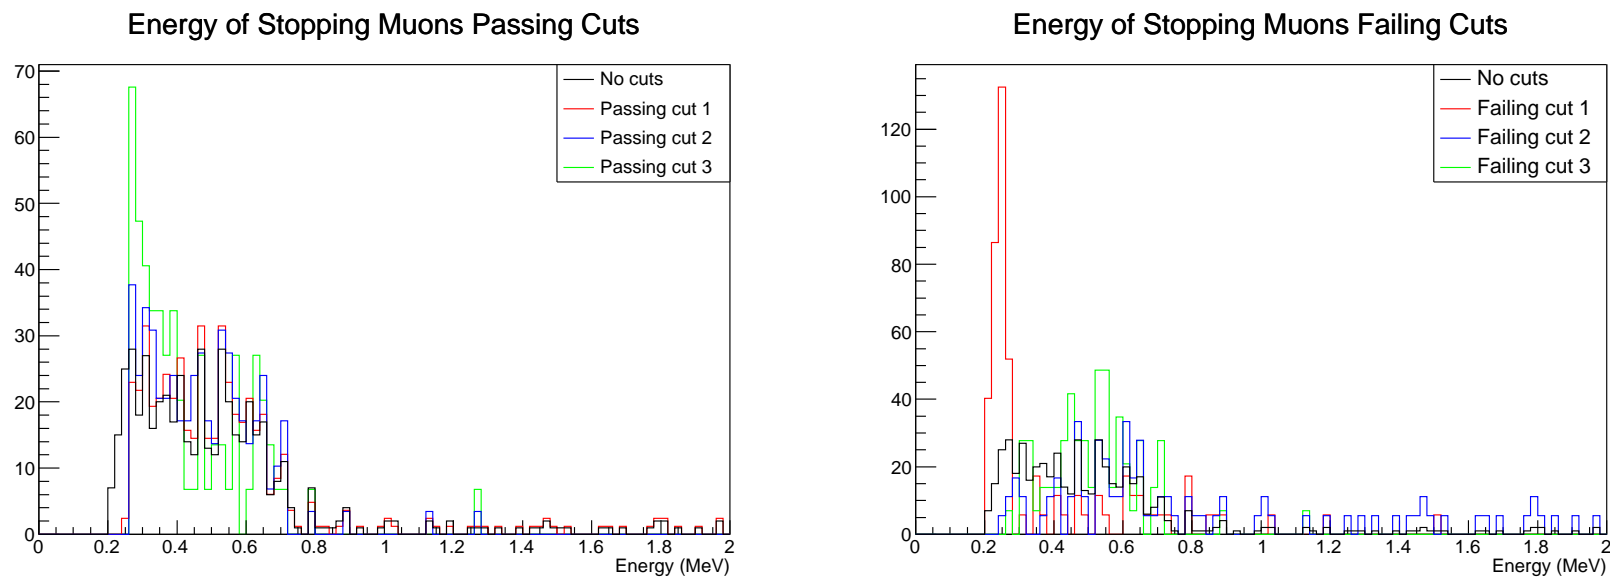 Energy of Stopping Muons Passing Cuts
70
60
50
40
30
20
10
0
No cuts
Passing cut 1
Passing cut 2
Passing cut 3
0 0.2 0.4 0.6 0.8 1 1.2 1.4 1.6 1.8 2
Energy (MeV)
Energy of Stopping Muons Failing Cuts
120
100
80
60
40
20
0
No cuts
Failing cut 1
Failing cut 2
Failing cut 3
0 0.2 0.4 0.6 0.8 1 1.2 1.4 1.6 1.8 2
Energy (MeV)